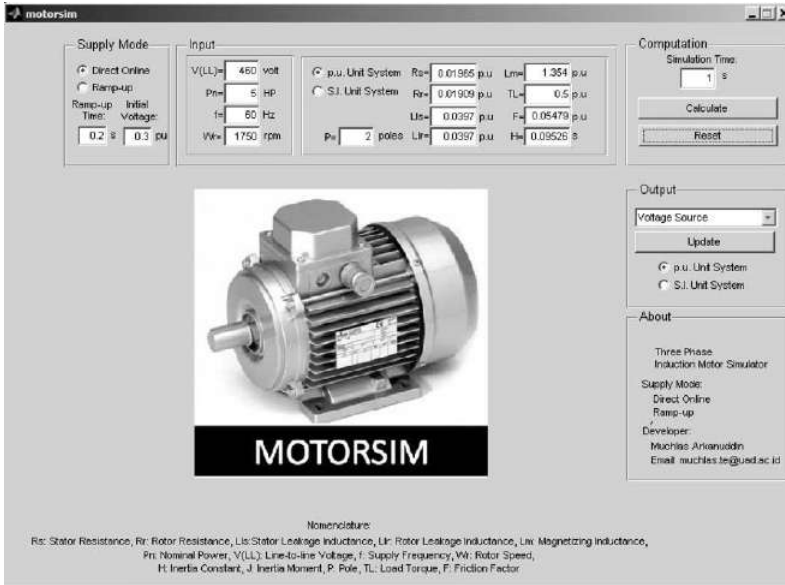 motorsim
Supply Mode
Direct Online
Ramp-up
Ramp-up Time:
Initial Voltage:
0.2 s
0.3 pu
Input
V(LL)= 460 volt
Pn= 5 HP
f= 60 Hz
Wr= 1750 rpm
p.u. Unit System
S.I. Unit System
P= 2 poles
Rs= 0.01965 p.u
Rr= 0.01909 p.u
Lls= 0.0397 p.u
Llr= 0.0397 p.u
Lm= 1.354 p.u
TL= 0.5 p.u
F= 0.05479 p.u
H= 0.09526 s
Computation
Simulation Time:
1 s
Calculate
Reset
Output
Voltage Source
Update
p.u. Unit System
S.I. Unit System
About
Three Phase
Induction Motor Simulator
Supply Mode:
Direct Online
Ramp-up
Developer:
Muchlas Arkanuddin
Email: muchlas.te@uad.ac.id
MOTORSIM
Nomenclature:
Rs: Stator Resistance, Rr: Rotor Resistance, Lls:Stator Leakage Inductance, Llr: Rotor Leakage Inductance, Lm: Magnetizing Inductance,
Pn: Nominal Power, V(LL): Line-to-line Voltage, f: Supply Frequency, Wr: Rotor Speed,
H: Inertia Constant, J: Inertia Moment, P: Pole, TL: Load Torque, F: Friction Factor